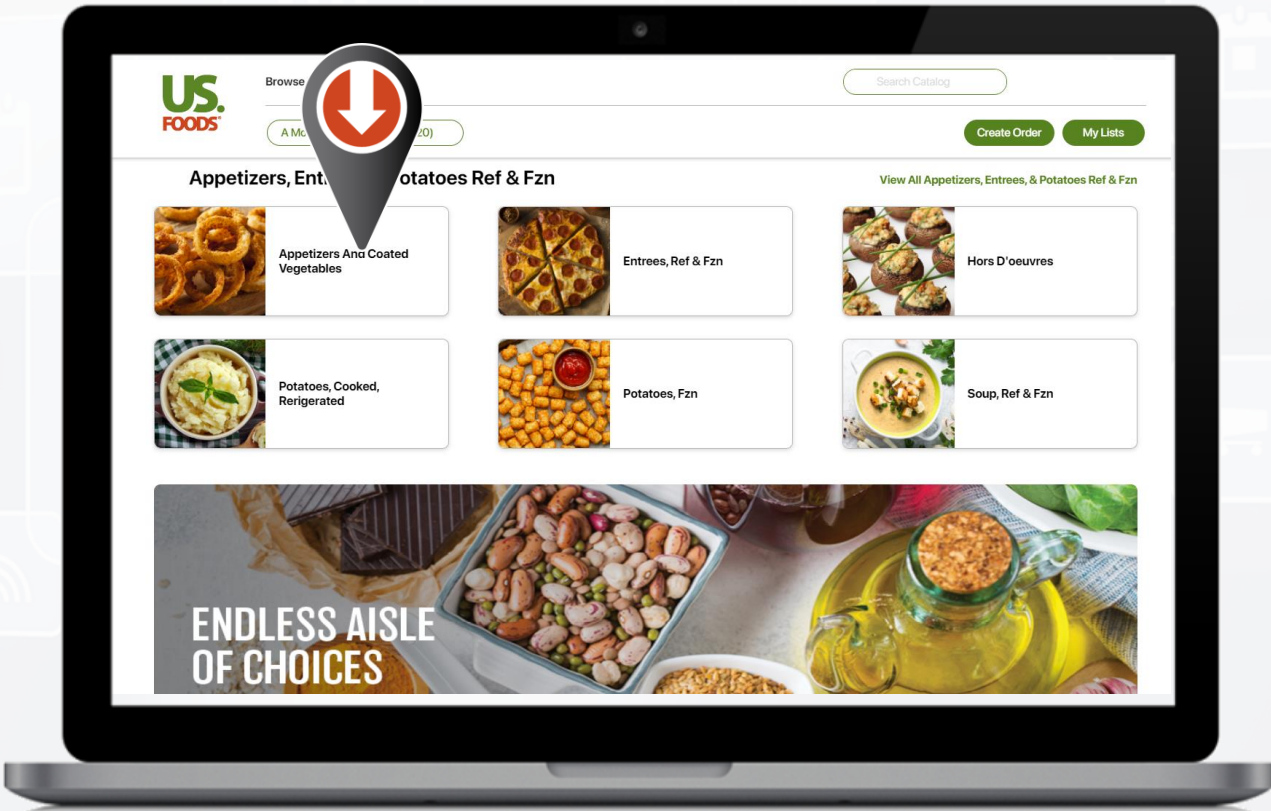 US.
FOODS®
Browse
Search Catalog
A Mo
20)
Create Order
My Lists
Appetizers, Ent
otatoes Ref & Fzn
View All Appetizers, Entrees, & Potatoes Ref & Fzn
Appetizers And Coated
Vegetables
Entrees, Ref & Fzn
Hors D'oeuvres
Potatoes, Cooked,
Rerigerated
Potatoes, Fzn
Soup, Ref & Fzn
ENDLESS AISLE
OF CHOICES